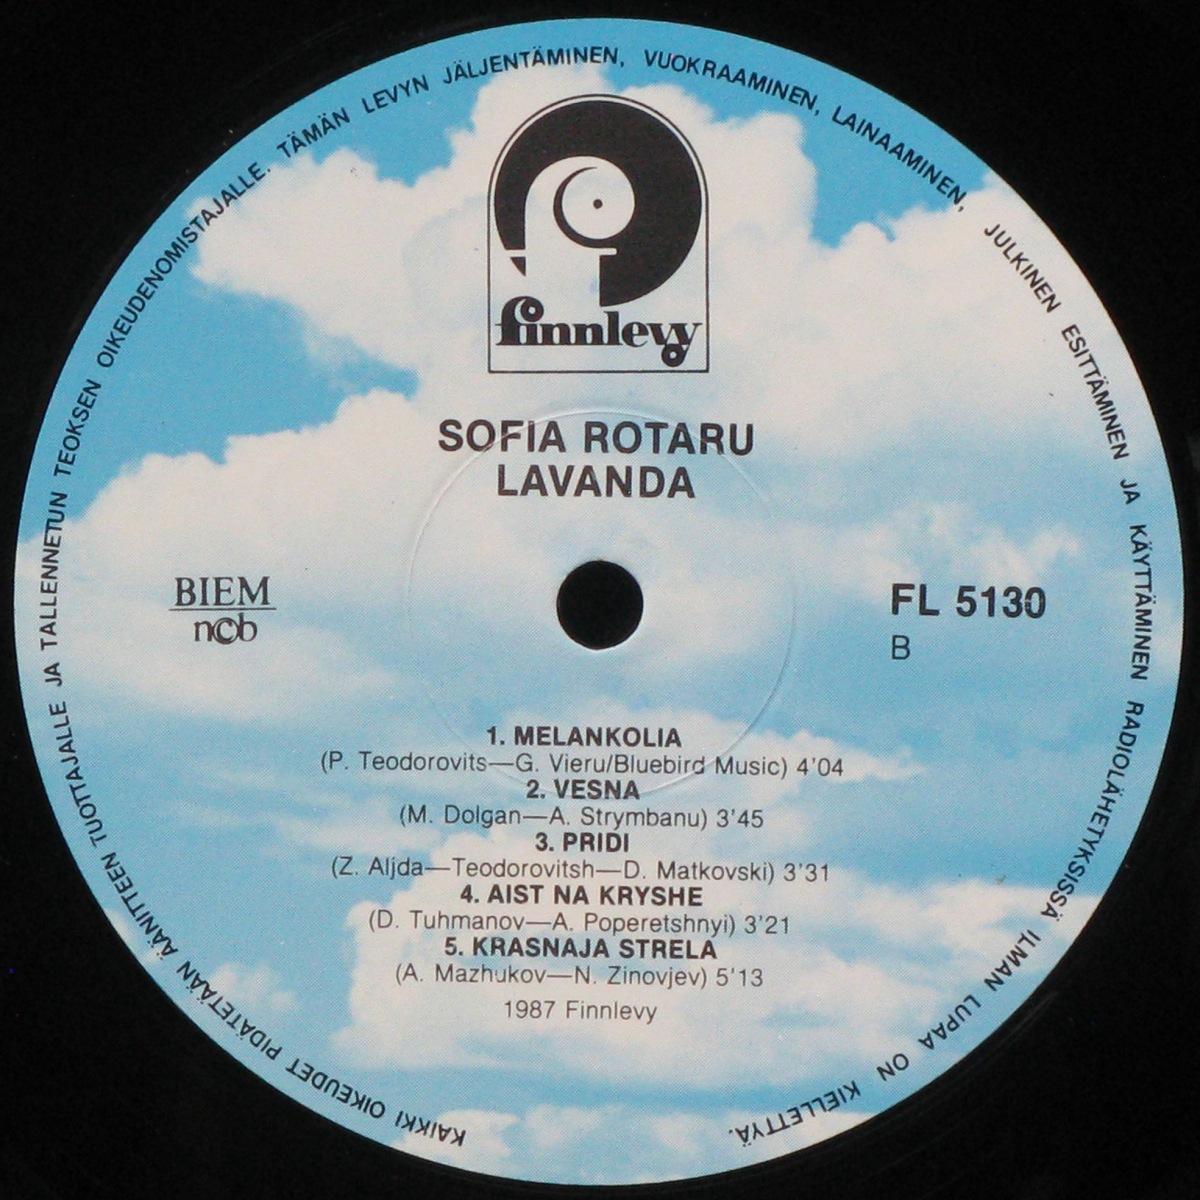 KAIKKI OIKEUDET PIDÄTETÄÄN ÄÄNITTEEN TUOTTAJALLE JA TALLENNETUN TEOKSEN OIKEUDENOMISTAJALLE. TÄMÄN LEVYN JÄLJENTÄMINEN, VUOKRAAMINEN, LAINAAMINEN, JULKINEN ESITTÄMINEN JA KÄYTTÄMINEN RADIOLÄHETYKSISSÄ ILMAN LUPAA ON KIELLETTYÄ.
finnlevy
SOFIA ROTARU
LAVANDA
BIEM
ncb
FL 5130
B
1. MELANKOLIA
(P. Teodorovits—G. Vieru/Bluebird Music) 4'04
2. VESNA
(M. Dolgan—A. Strymbanu) 3'45
3. PRIDI
(Z. Aljda—Teodorovitsh—D. Matkovski) 3'31
4. AIST NA KRYSHE
(D. Tuhmanov—A. Poperetshnyi) 3'21
5. KRASNAJA STRELA
(A. Mazhukov—N. Zinovjev) 5'13
1987 Finnlevy